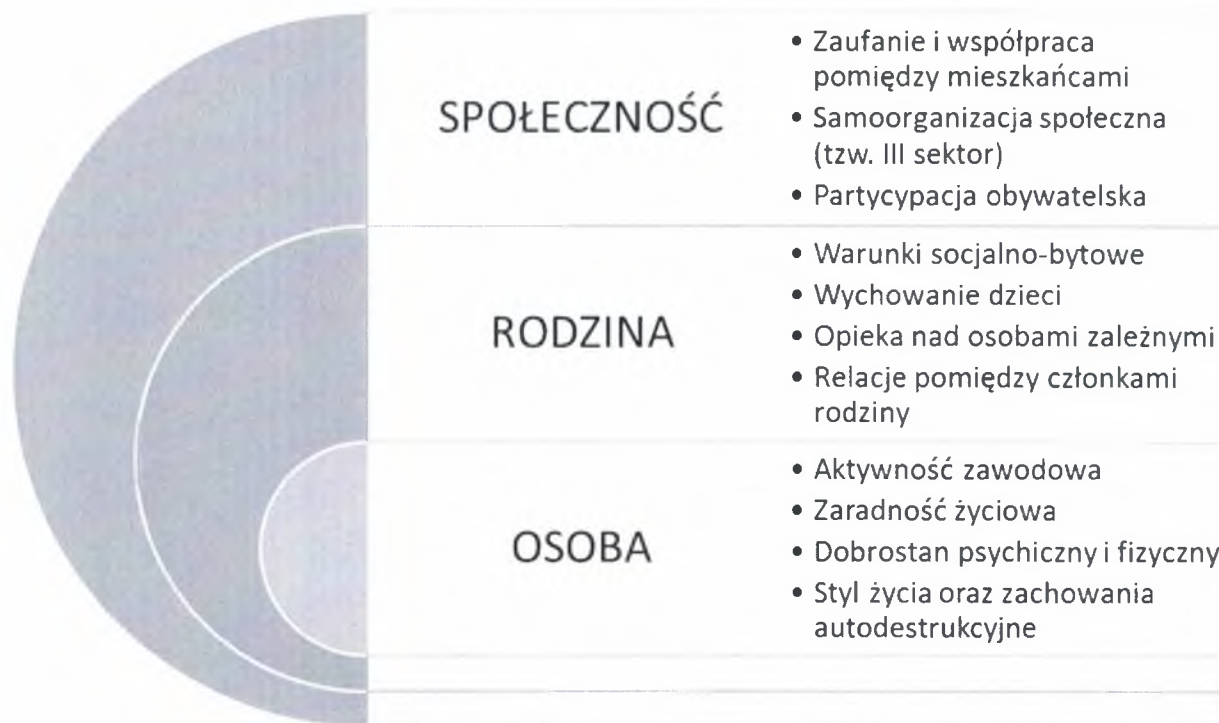 SPOŁECZNOŚĆ
• Zaufanie i współpraca
pomiędzy mieszkańcami
• Samoorganizacja społeczna
(tzw. III sektor)
• Partycypacja obywatelska
RODZINA
• Warunki socjalno-bytowe
• Wychowanie dzieci
• Opieka nad osobami zależnymi
• Relacje pomiędzy członkami
rodziny
OSOBA
• Aktywność zawodowa
• Zaradność życiowa
• Dobrostan psychiczny i fizyczny
• Styl życia oraz zachowania
autodestrukcyjne